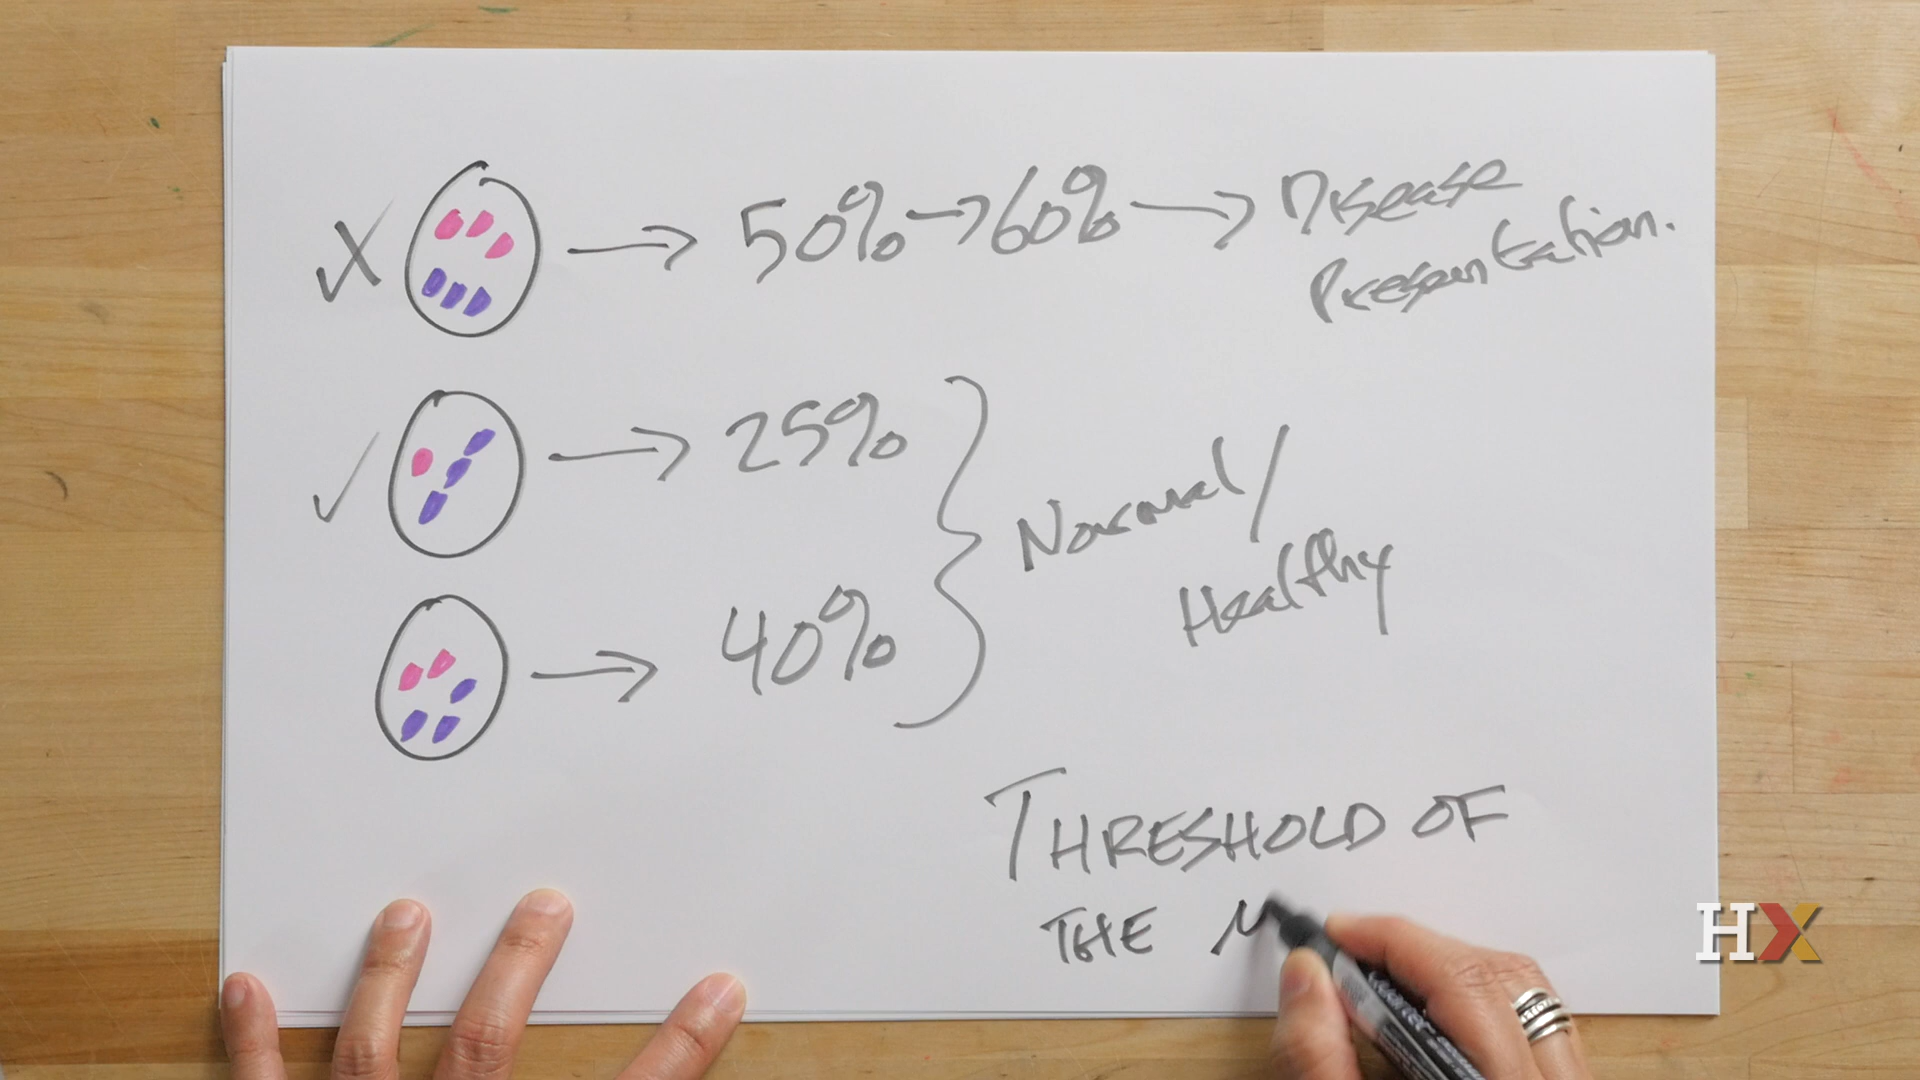 50% → 60% → Disease
Presentation.
25%
40%
Normal/
Healthy
THRESHOLD OF
THE M
HX